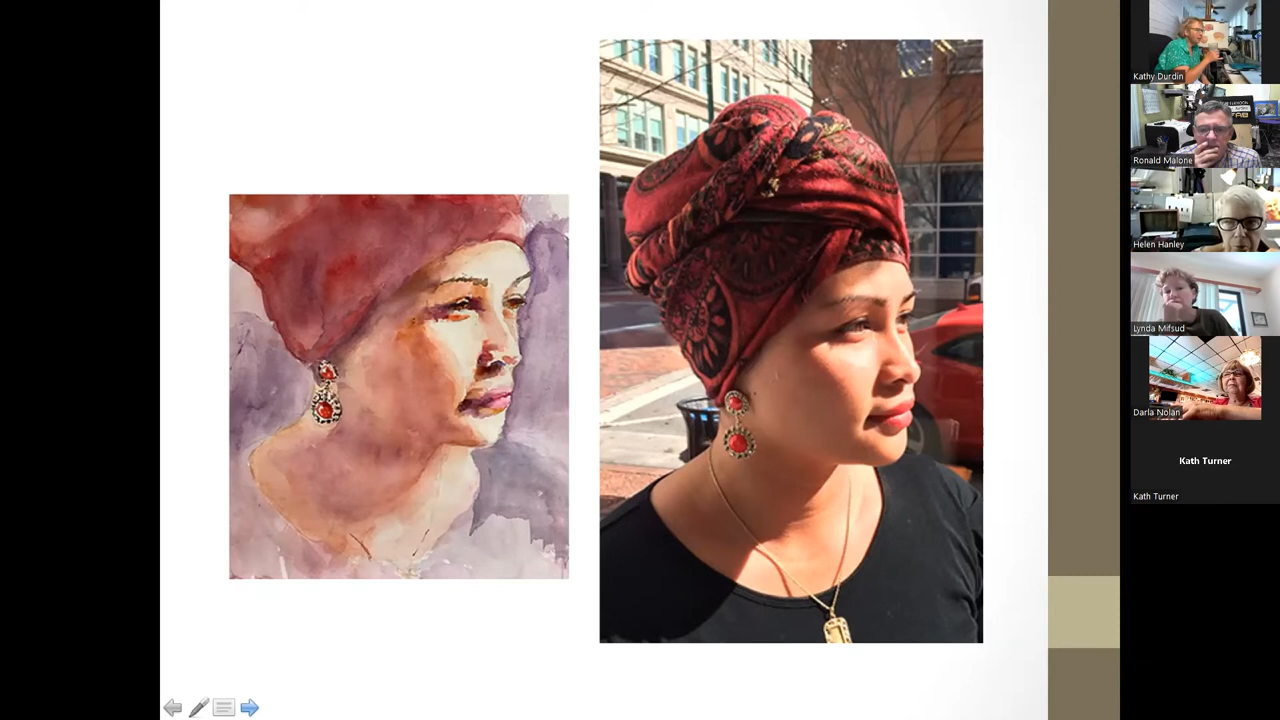 Kathy Durdin
Ronald Malone
Helen Hanley
Lynda Mifsud
Darla Nolan
Kath Turner
Kath Turner